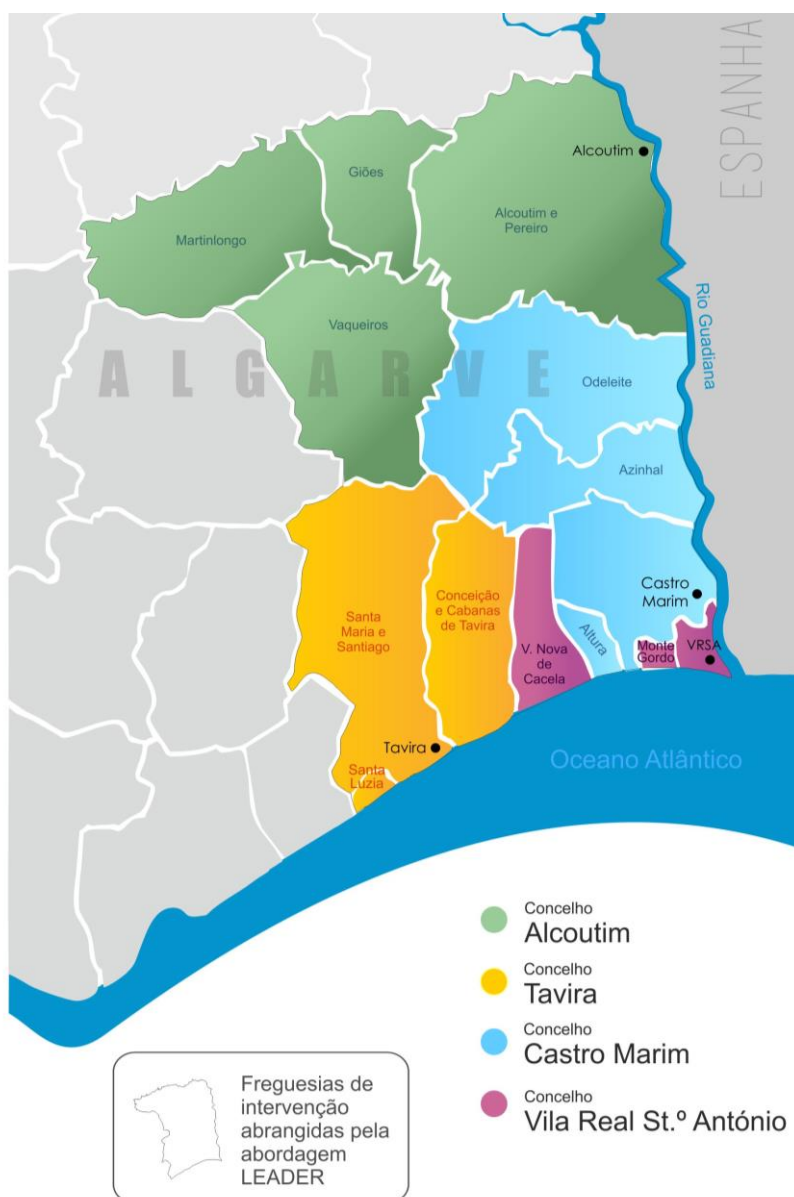 ESPANHA
Alcoutim
Giões
Alcoutim e
Pereiro
Martinlongo
Rio Guadiana
Vaqueiros
ALGARVE
Odeleite
Azinhal
Castro
Marim
Conceição
e Cabanas
de Tavira
Santa
Maria e
Santiago
Altura
V. Nova
de
Cacela
Monte
Gordo
VRSA
Tavira
Santa
Luzia
Oceano Atlântico
Concelho
Alcoutim
Concelho
Tavira
Concelho
Castro Marim
Concelho
Vila Real St.º António
Freguesias de
intervenção
abrangidas pela
abordagem
LEADER